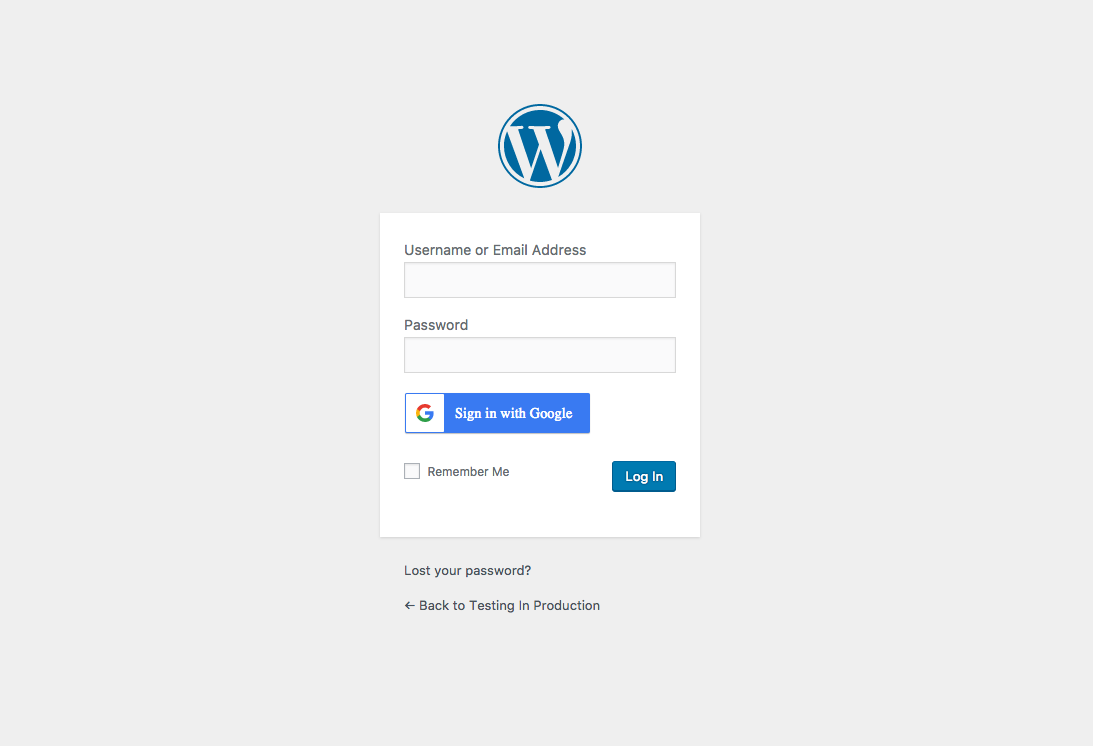 Username or Email Address
Password
Sign in with Google
Remember Me
Log In
Lost your password?
← Back to Testing In Production